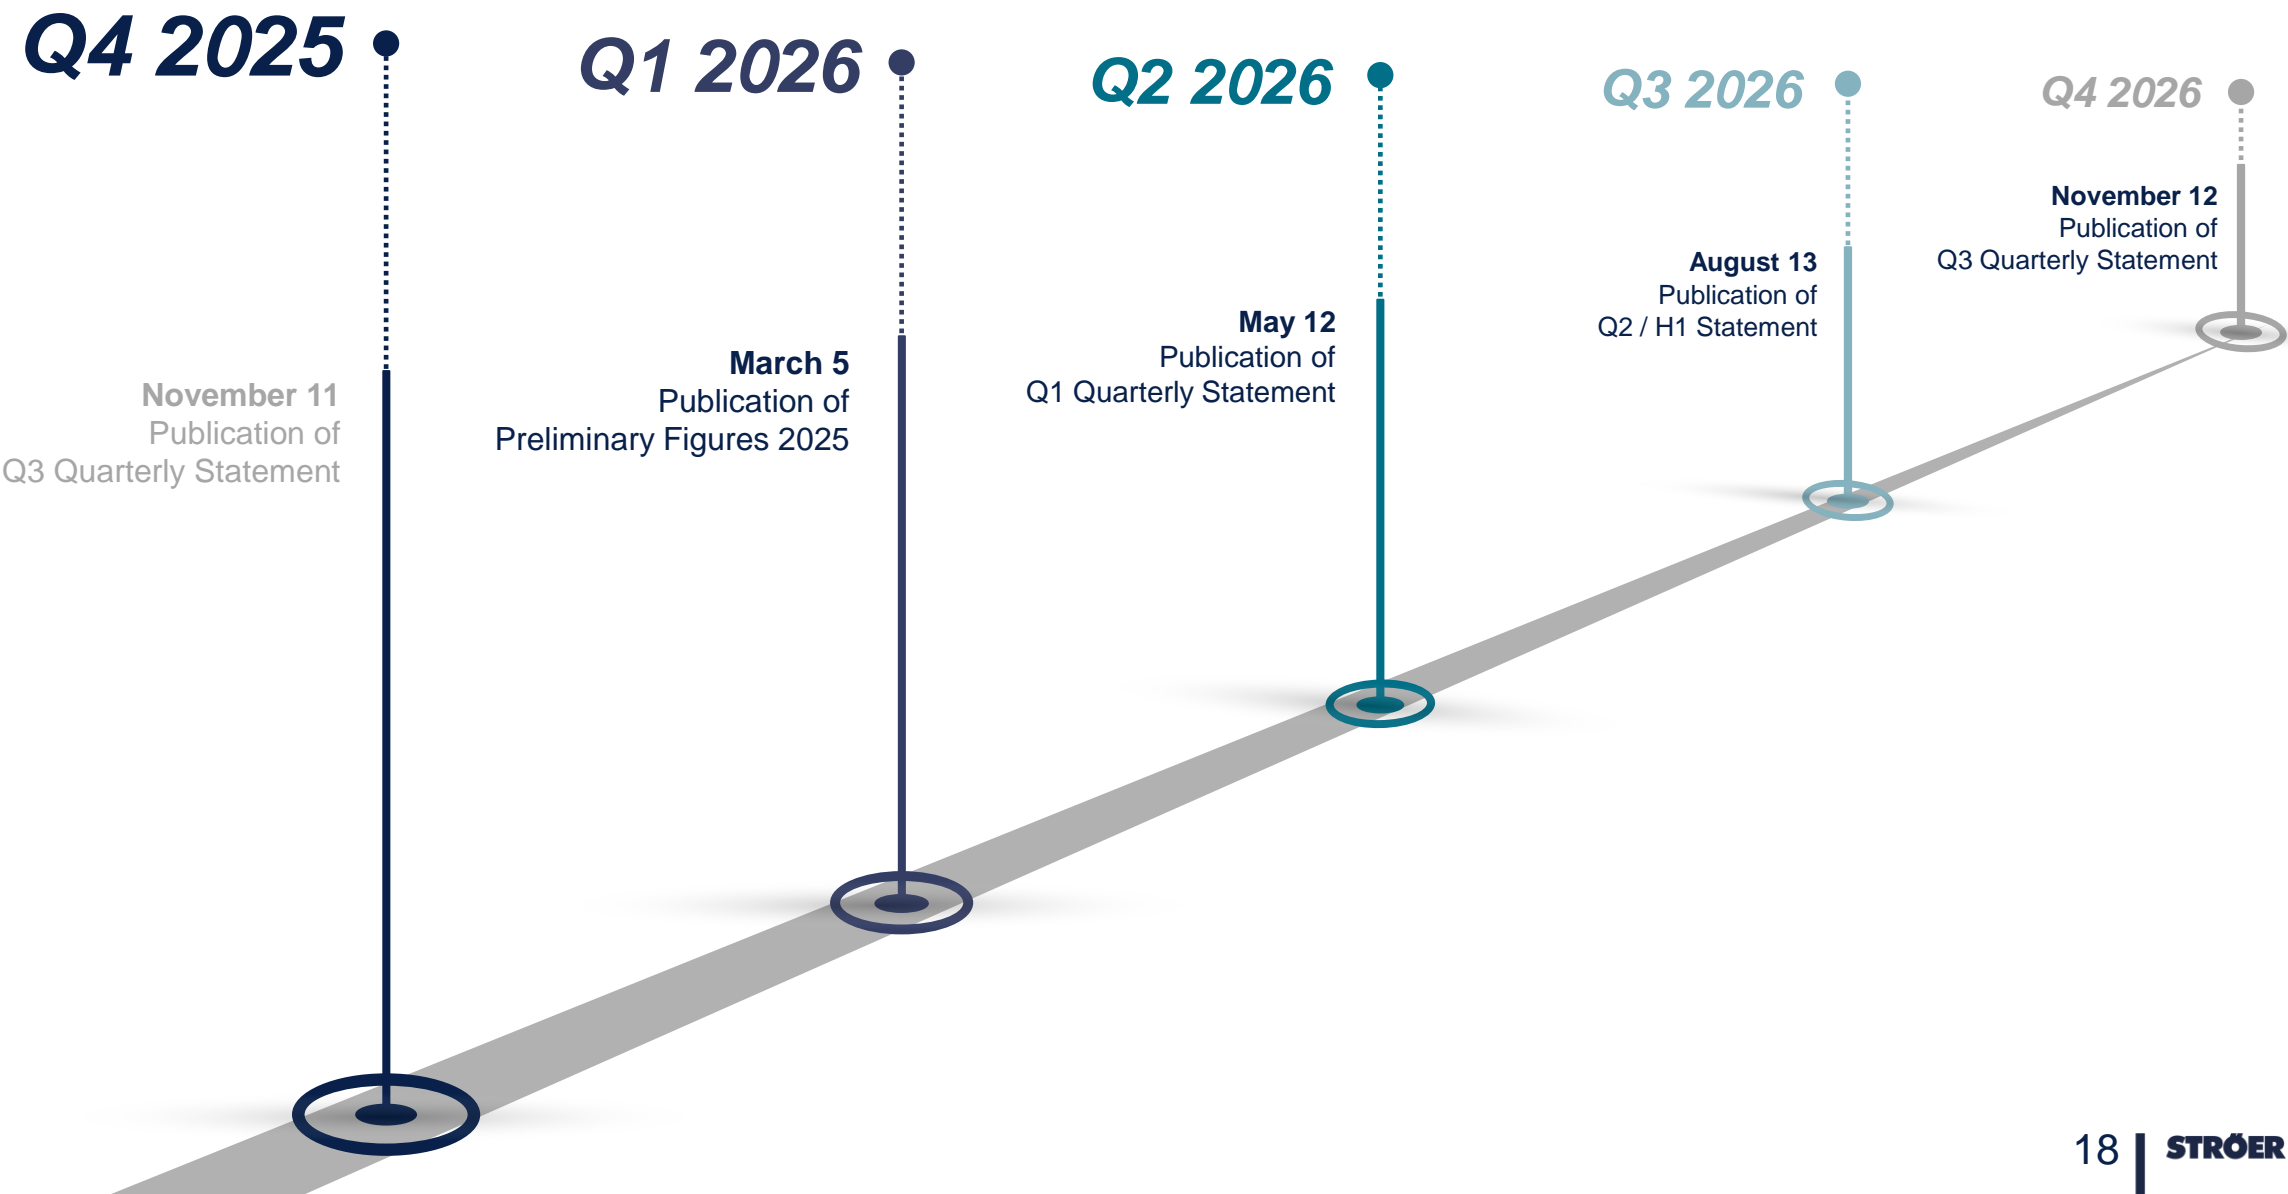 Q4 2025
November 11
Publication of
Q3 Quarterly Statement
Q1 2026
March 5
Publication of
Preliminary Figures 2025
Q2 2026
May 12
Publication of
Q1 Quarterly Statement
Q3 2026
August 13
Publication of
Q2 / H1 Statement
Q4 2026
November 12
Publication of
Q3 Quarterly Statement
18
STRÖER